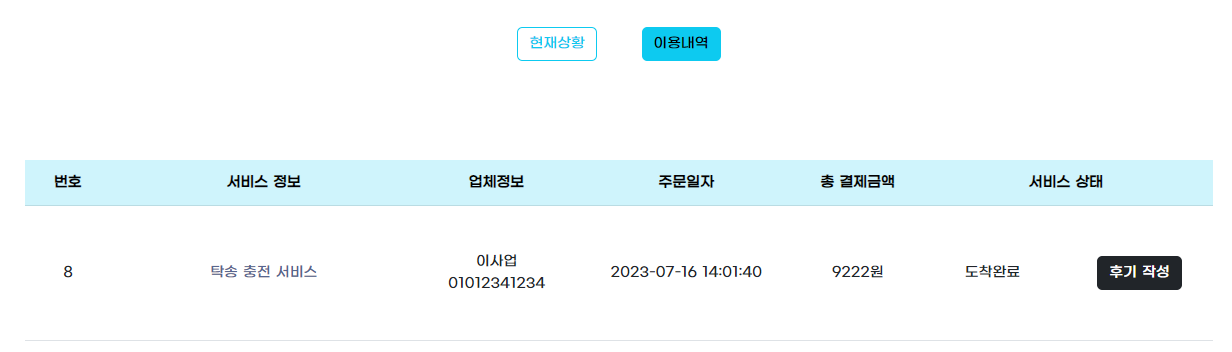 현재상황 이용내역
번호 서비스 정보 업체정보 주문일자 총 결제금액 서비스 상태
8 탁송 충전 서비스 이사업 01012341234 2023-07-16 14:01:40 9222원 도착완료 후기 작성